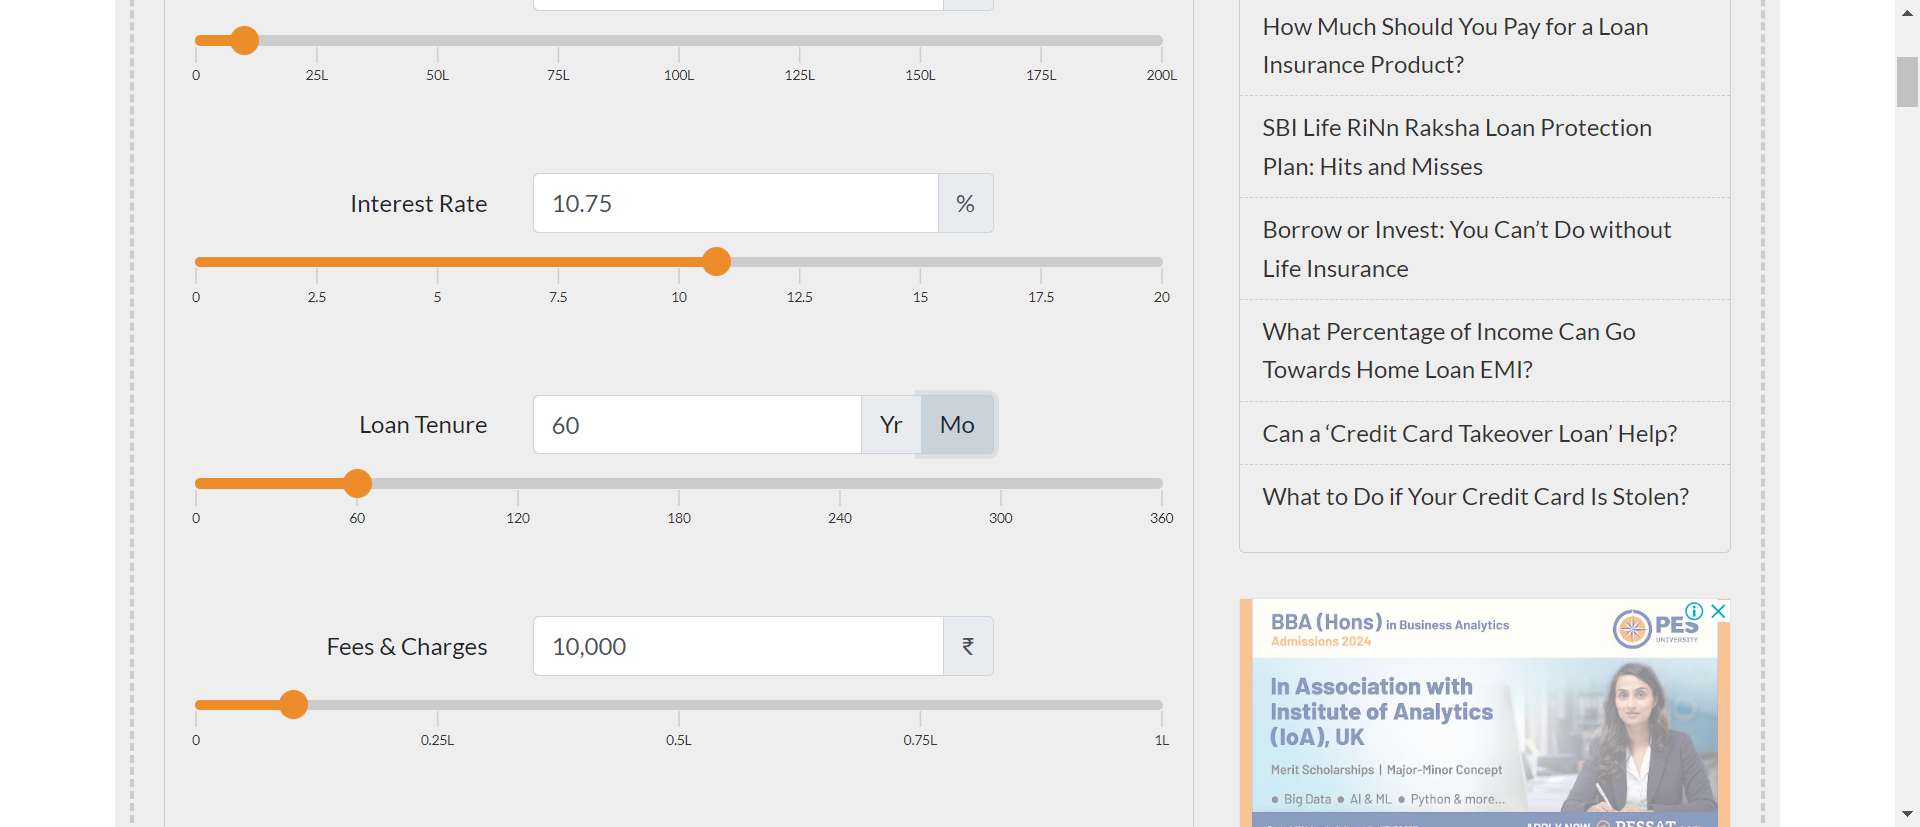 0 25L 50L 75L 100L 125L 150L 175L 200L
Interest Rate 10.75 %
0 2.5 5 7.5 10 12.5 15 17.5 20
Loan Tenure 60 Yr Mo
0 60 120 180 240 300 360
Fees & Charges 10,000 ₹
0 0.25L 0.5L 0.75L 1L
How Much Should You Pay for a Loan
Insurance Product?
SBI Life RiNn Raksha Loan Protection
Plan: Hits and Misses
Borrow or Invest: You Can’t Do without
Life Insurance
What Percentage of Income Can Go
Towards Home Loan EMI?
Can a ‘Credit Card Takeover Loan’ Help?
What to Do if Your Credit Card Is Stolen?
BBA (Hons) in Business Analytics
Admissions 2024
PES
UNIVERSITY
In Association with
Institute of Analytics
(IoA), UK
Merit Scholarships | Major-Minor Concept
• Big Data • AI & ML • Python & more...
APPLY NOW PESSAT